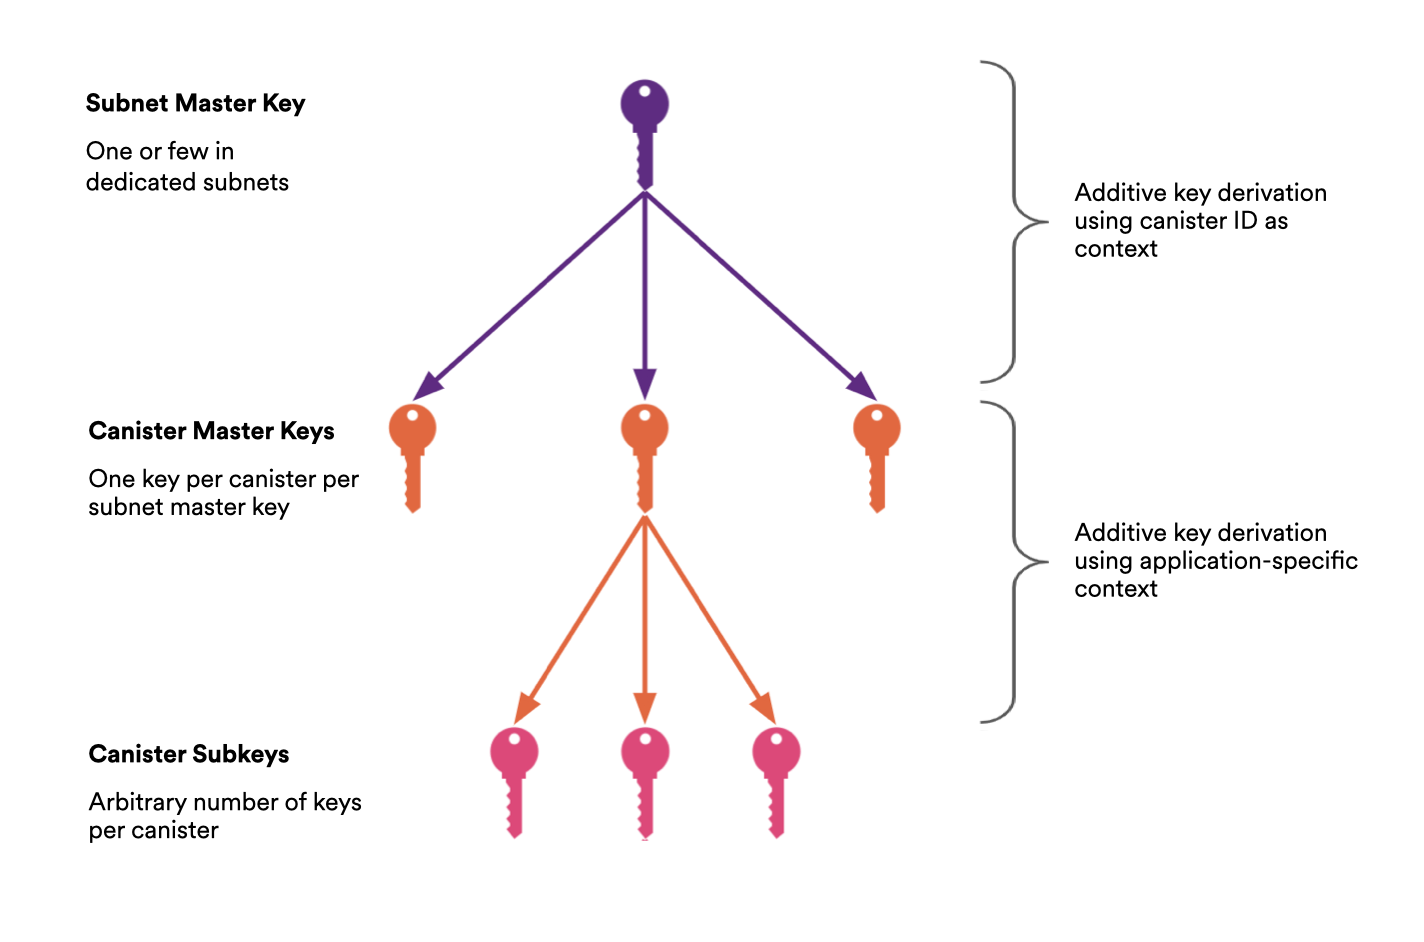 Subnet Master Key
One or few in
dedicated subnets
Additive key derivation
using canister ID as
context
Canister Master Keys
One key per canister per
subnet master key
Additive key derivation
using application-specific
context
Canister Subkeys
Arbitrary number of keys
per canister